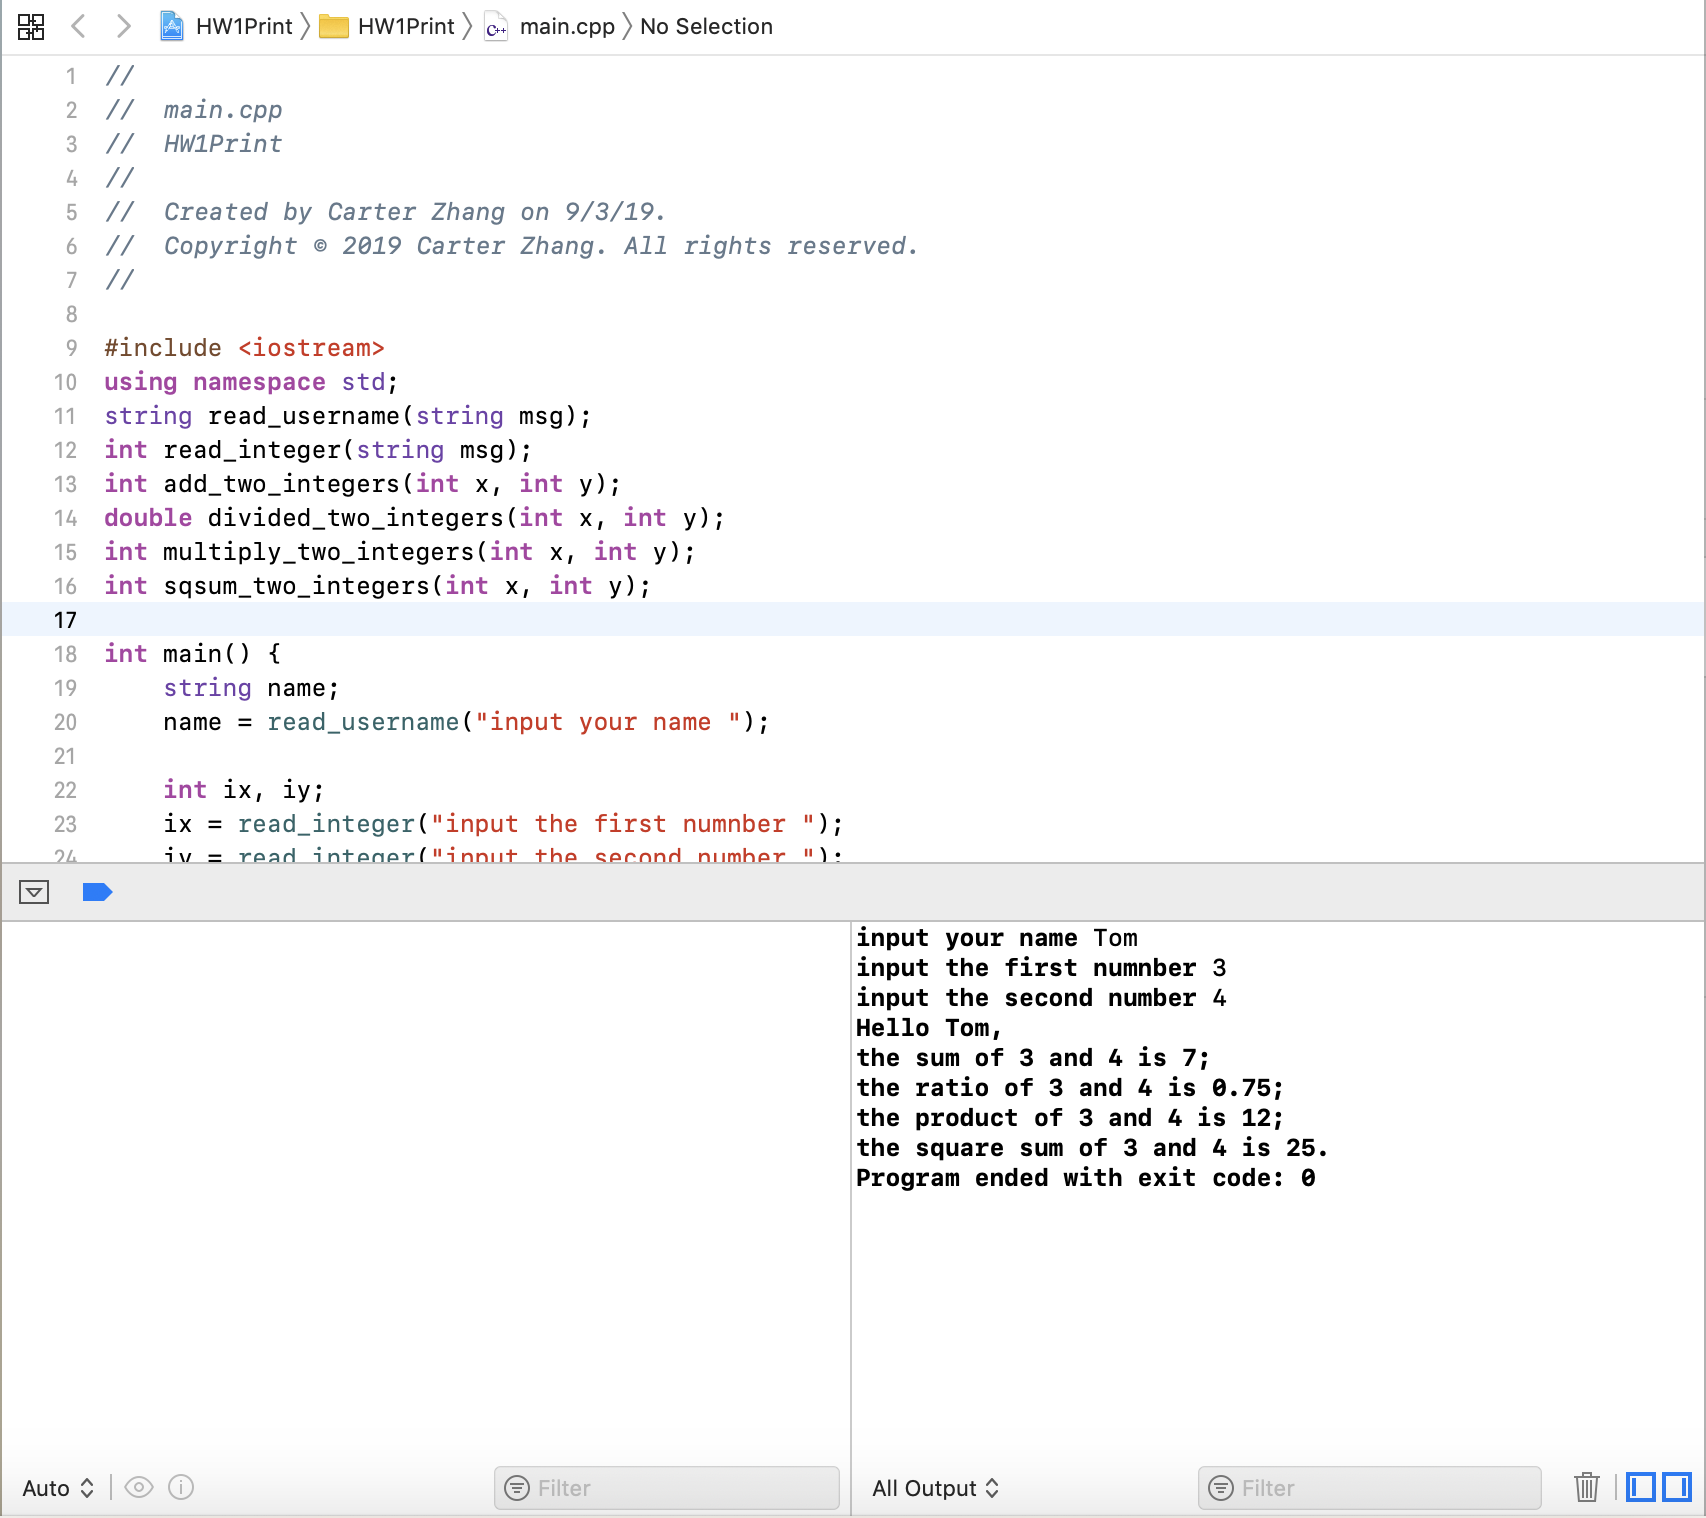 HW1Print HW1Print main.cpp No Selection
1 //
2 //  main.cpp
3 //  HW1Print
4 //
5 //  Created by Carter Zhang on 9/3/19.
6 //  Copyright © 2019 Carter Zhang. All rights reserved.
7 //
8
9 #include <iostream>
10 using namespace std;
11 string read_username(string msg);
12 int read_integer(string msg);
13 int add_two_integers(int x, int y);
14 double divided_two_integers(int x, int y);
15 int multiply_two_integers(int x, int y);
16 int sqsum_two_integers(int x, int y);
17
18 int main() {
19     string name;
20     name = read_username("input your name ");
21
22     int ix, iy;
23     ix = read_integer("input the first numnber ");
24     iy = read_integer("input the second number ");
input your name Tom
input the first numnber 3
input the second number 4
Hello Tom,
the sum of 3 and 4 is 7;
the ratio of 3 and 4 is 0.75;
the product of 3 and 4 is 12;
the square sum of 3 and 4 is 25.
Program ended with exit code: 0
Auto Filter All Output Filter